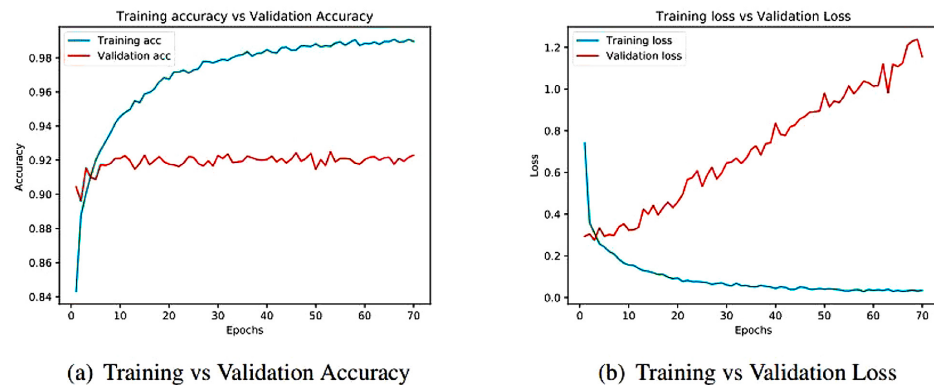 Training accuracy vs Validation Accuracy
Training acc
Validation acc
0.98
0.96
0.94
0.92
0.90
0.88
0.86
0.84
Accuracy
0 10 20 30 40 50 60 70
Epochs
(a) Training vs Validation Accuracy
Training loss vs Validation Loss
Training loss
Validation loss
1.2
1.0
0.8
0.6
0.4
0.2
0.0
Loss
0 10 20 30 40 50 60 70
Epochs
(b) Training vs Validation Loss